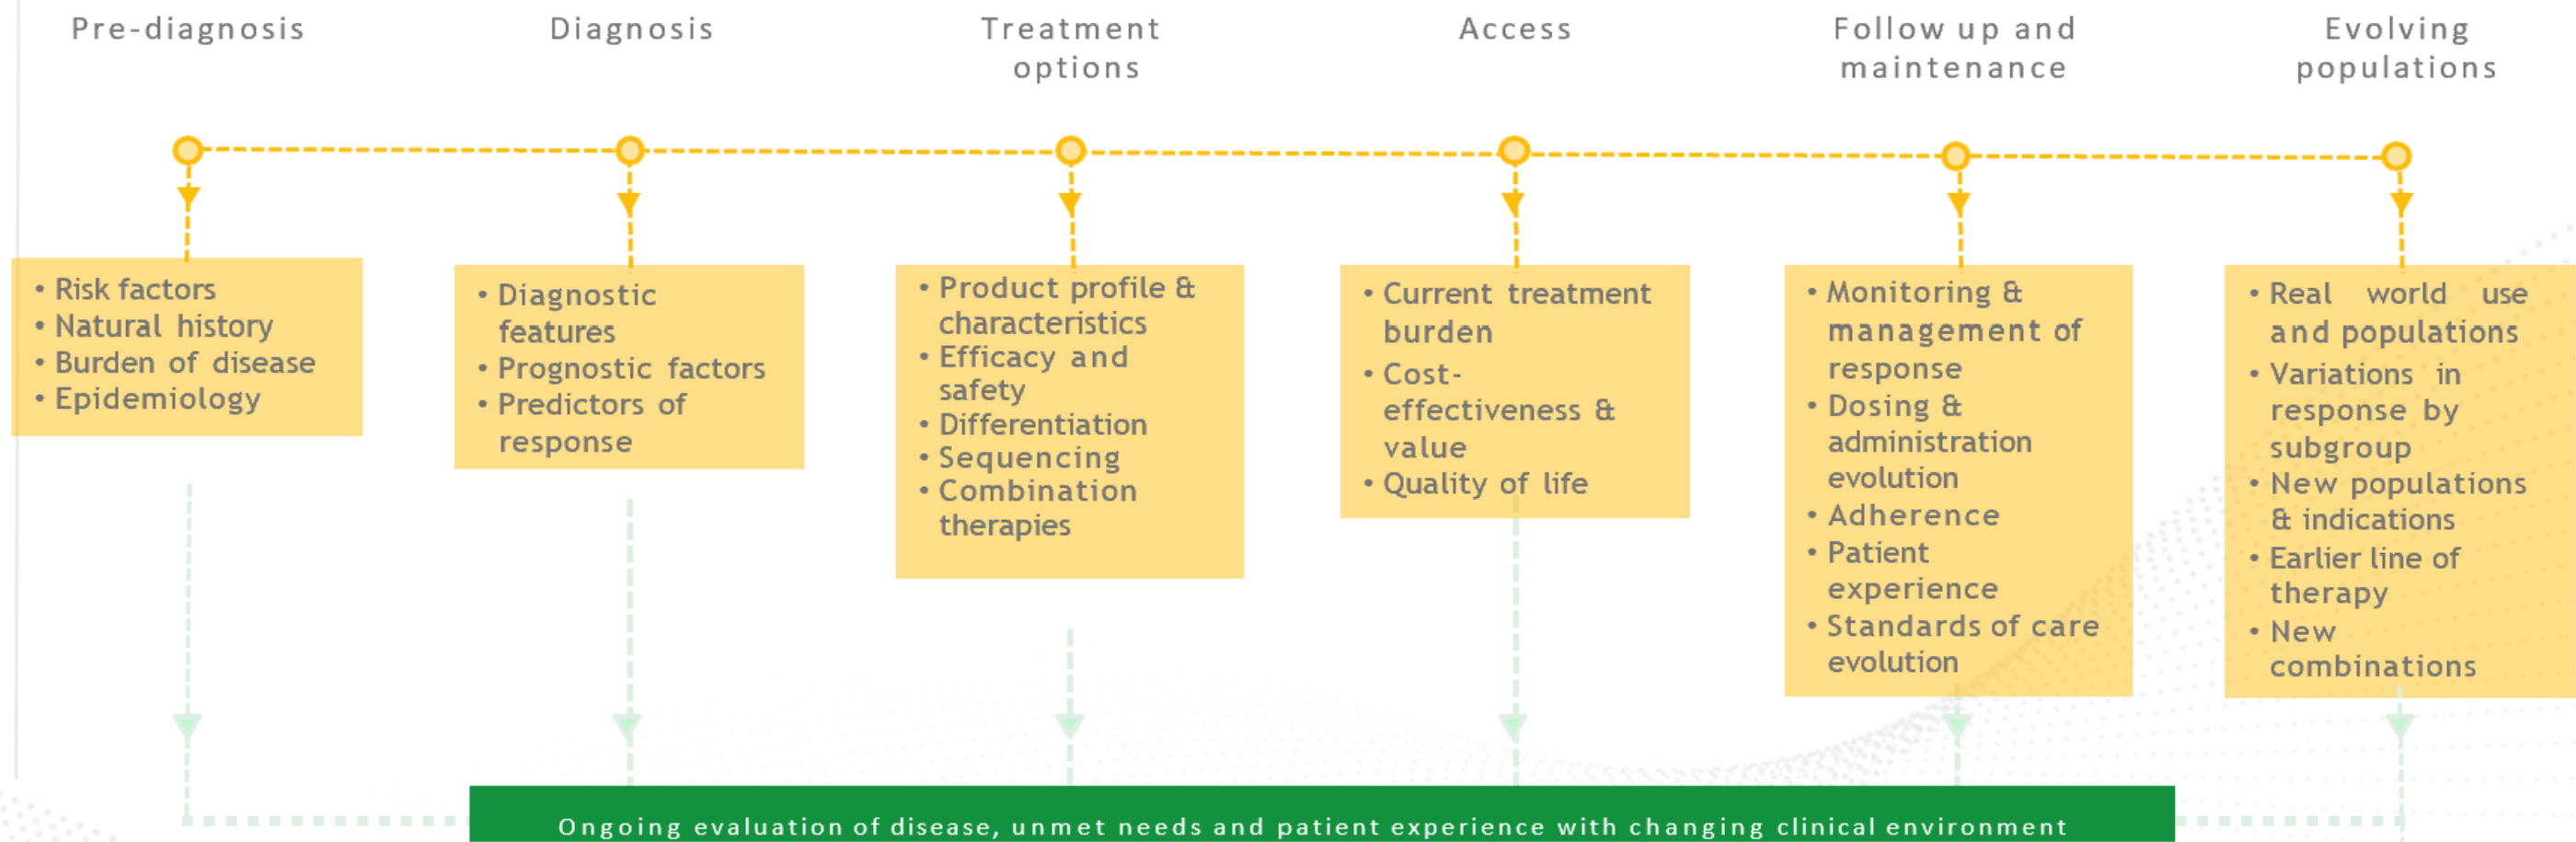 Pre-diagnosis
Diagnosis
Treatment
options
Access
Follow up and
maintenance
Evolving
populations
• Risk factors
• Natural history
• Burden of disease
• Epidemiology
• Diagnostic
features
• Prognostic factors
• Predictors of
response
• Product profile &
characteristics
• Efficacy and
safety
• Differentiation
• Sequencing
• Combination
therapies
• Current treatment
burden
• Cost-
effectiveness &
value
• Quality of life
• Monitoring &
management of
response
• Dosing &
administration
evolution
• Adherence
• Patient
experience
• Standards of care
evolution
• Real world use
and populations
• Variations in
response by
subgroup
• New populations
& indications
• Earlier line of
therapy
• New
combinations
Ongoing evaluation of disease, unmet needs and patient experience with changing clinical environment